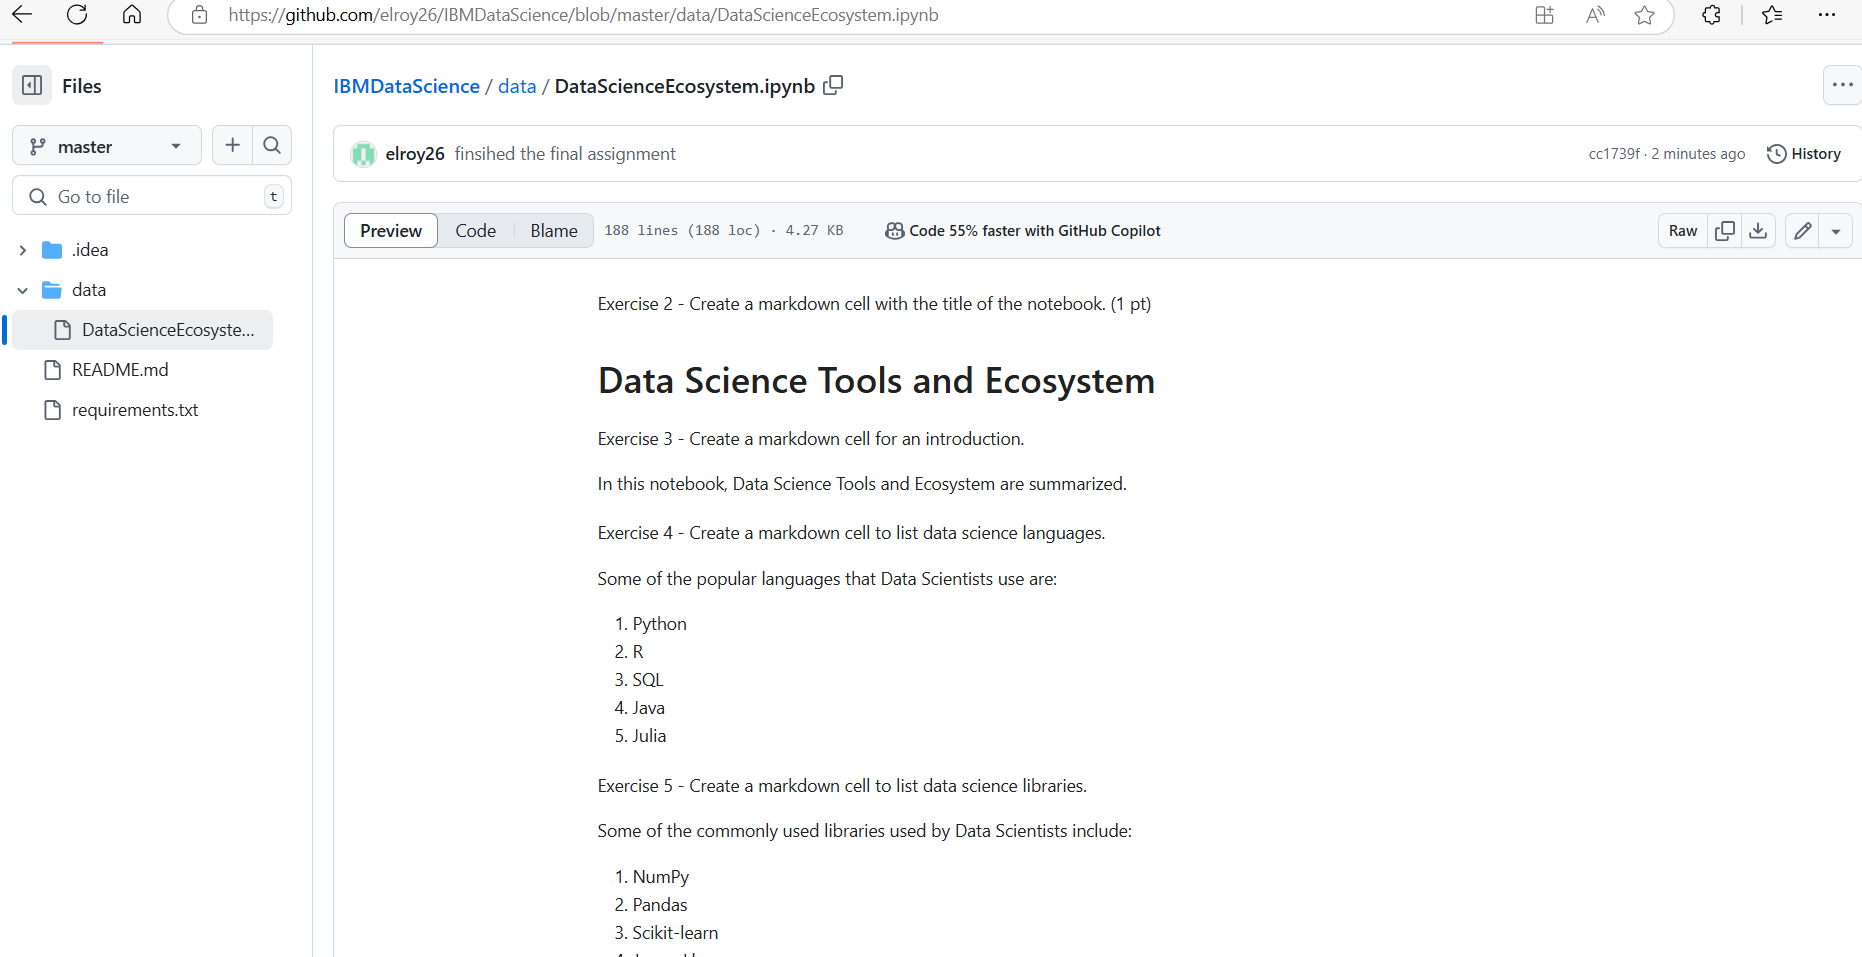 https://github.com/elroy26/IBMDataScience/blob/master/data/DataScienceEcosystem.ipynb
Files
IBMDataScience / data / DataScienceEcosystem.ipynb
master
elroy26 finsihed the final assignment
cc1739f · 2 minutes ago
History
Go to file
t
Preview
Code
Blame
188 lines (188 loc) · 4.27 KB
Code 55% faster with GitHub Copilot
Raw
.idea
data
DataScienceEcosyste...
README.md
requirements.txt
Exercise 2 - Create a markdown cell with the title of the notebook. (1 pt)
Data Science Tools and Ecosystem
Exercise 3 - Create a markdown cell for an introduction.
In this notebook, Data Science Tools and Ecosystem are summarized.
Exercise 4 - Create a markdown cell to list data science languages.
Some of the popular languages that Data Scientists use are:
1. Python
2. R
3. SQL
4. Java
5. Julia
Exercise 5 - Create a markdown cell to list data science libraries.
Some of the commonly used libraries used by Data Scientists include:
1. NumPy
2. Pandas
3. Scikit-learn